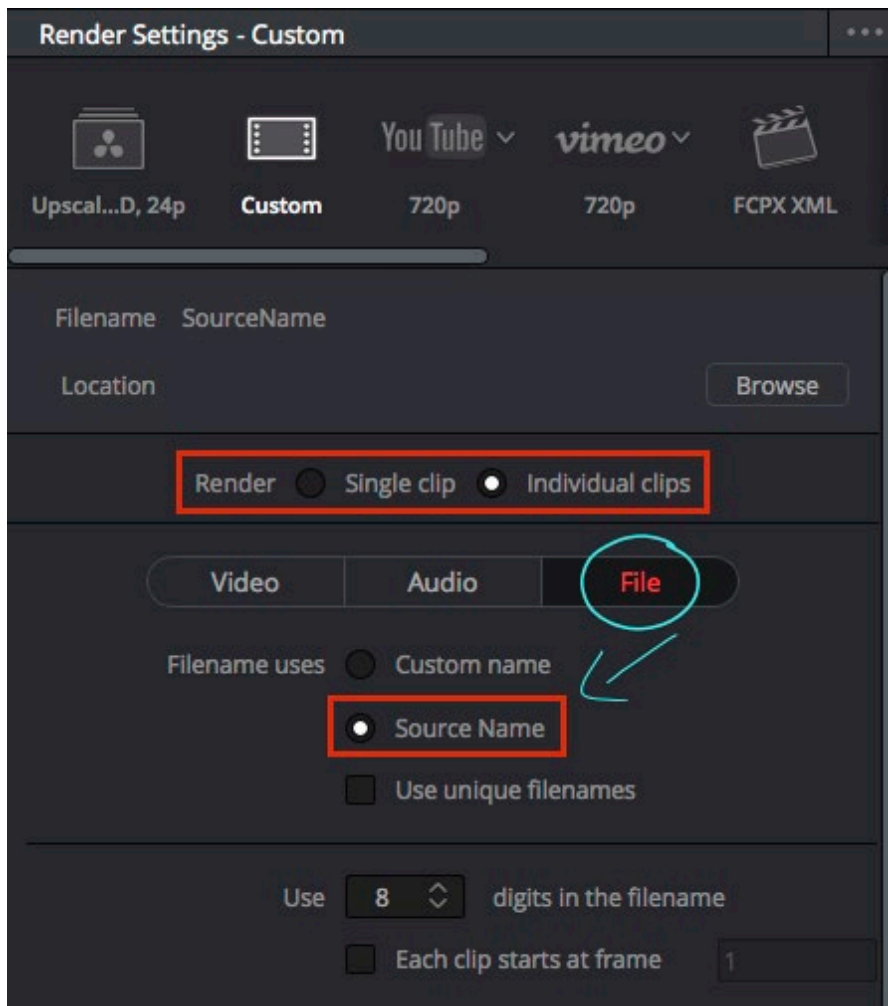 Render Settings - Custom
You Tube vimeo
Upscal...D, 24p Custom 720p 720p FCPX XML
Filename SourceName
Location Browse
Render Single clip Individual clips
Video Audio File
Filename uses Custom name
Source Name
Use unique filenames
Use 8 digits in the filename
Each clip starts at frame 1